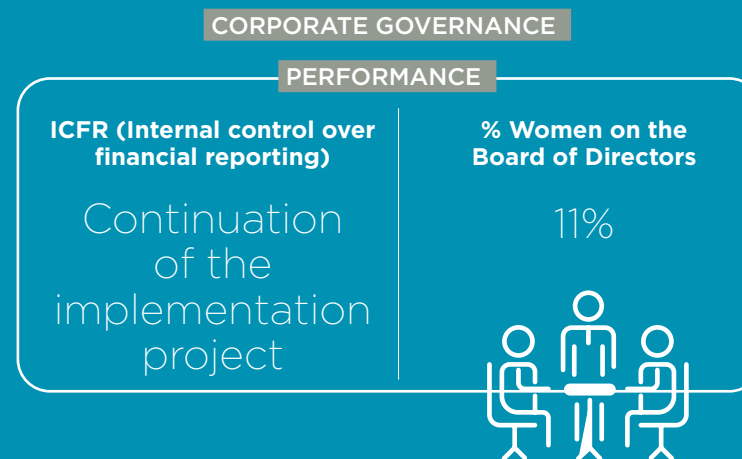 CORPORATE GOVERNANCE
PERFORMANCE
ICFR (Internal control over
financial reporting)
Continuation
of the
implementation
project
% Women on the
Board of Directors
11%